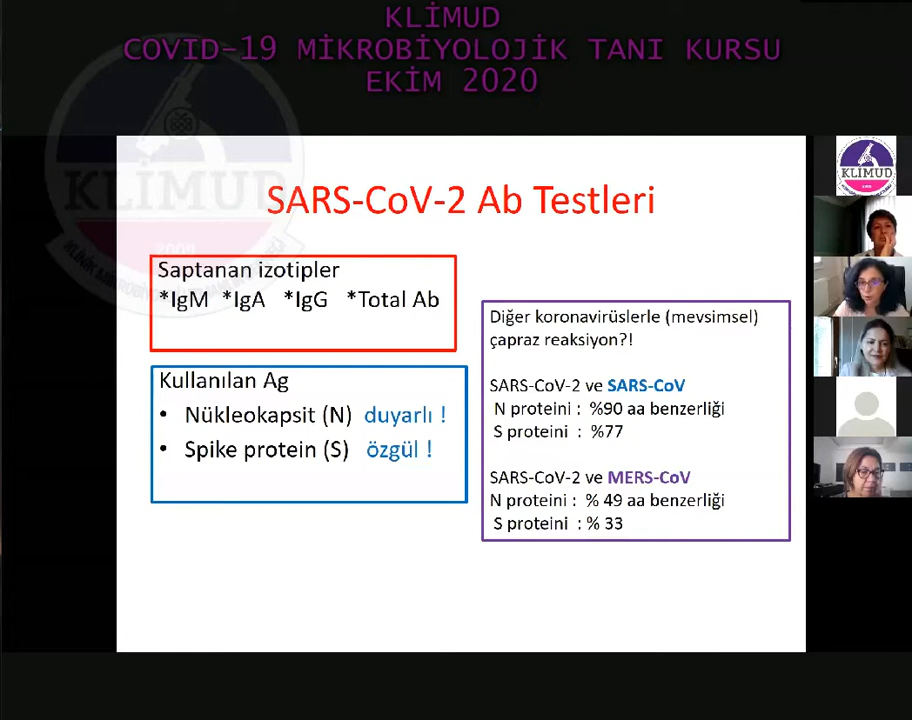 KLİMUD
COVID-19 MİKROBİYOLOJİK TANI KURSU
EKİM 2020
KLİMUD
2009
SARS-CoV-2 Ab Testleri
Saptanan izotipler
*IgM *IgA *IgG *Total Ab
Kullanılan Ag
• Nükleokapsit (N) duyarlı !
• Spike protein (S) özgül !
Diğer koronavirüslerle (mevsimsel)
çapraz reaksiyon?!
SARS-CoV-2 ve SARS-CoV
N proteini : %90 aa benzerliği
S proteini : %77
SARS-CoV-2 ve MERS-CoV
N proteini : % 49 aa benzerliği
S proteini : % 33
KLİMUD